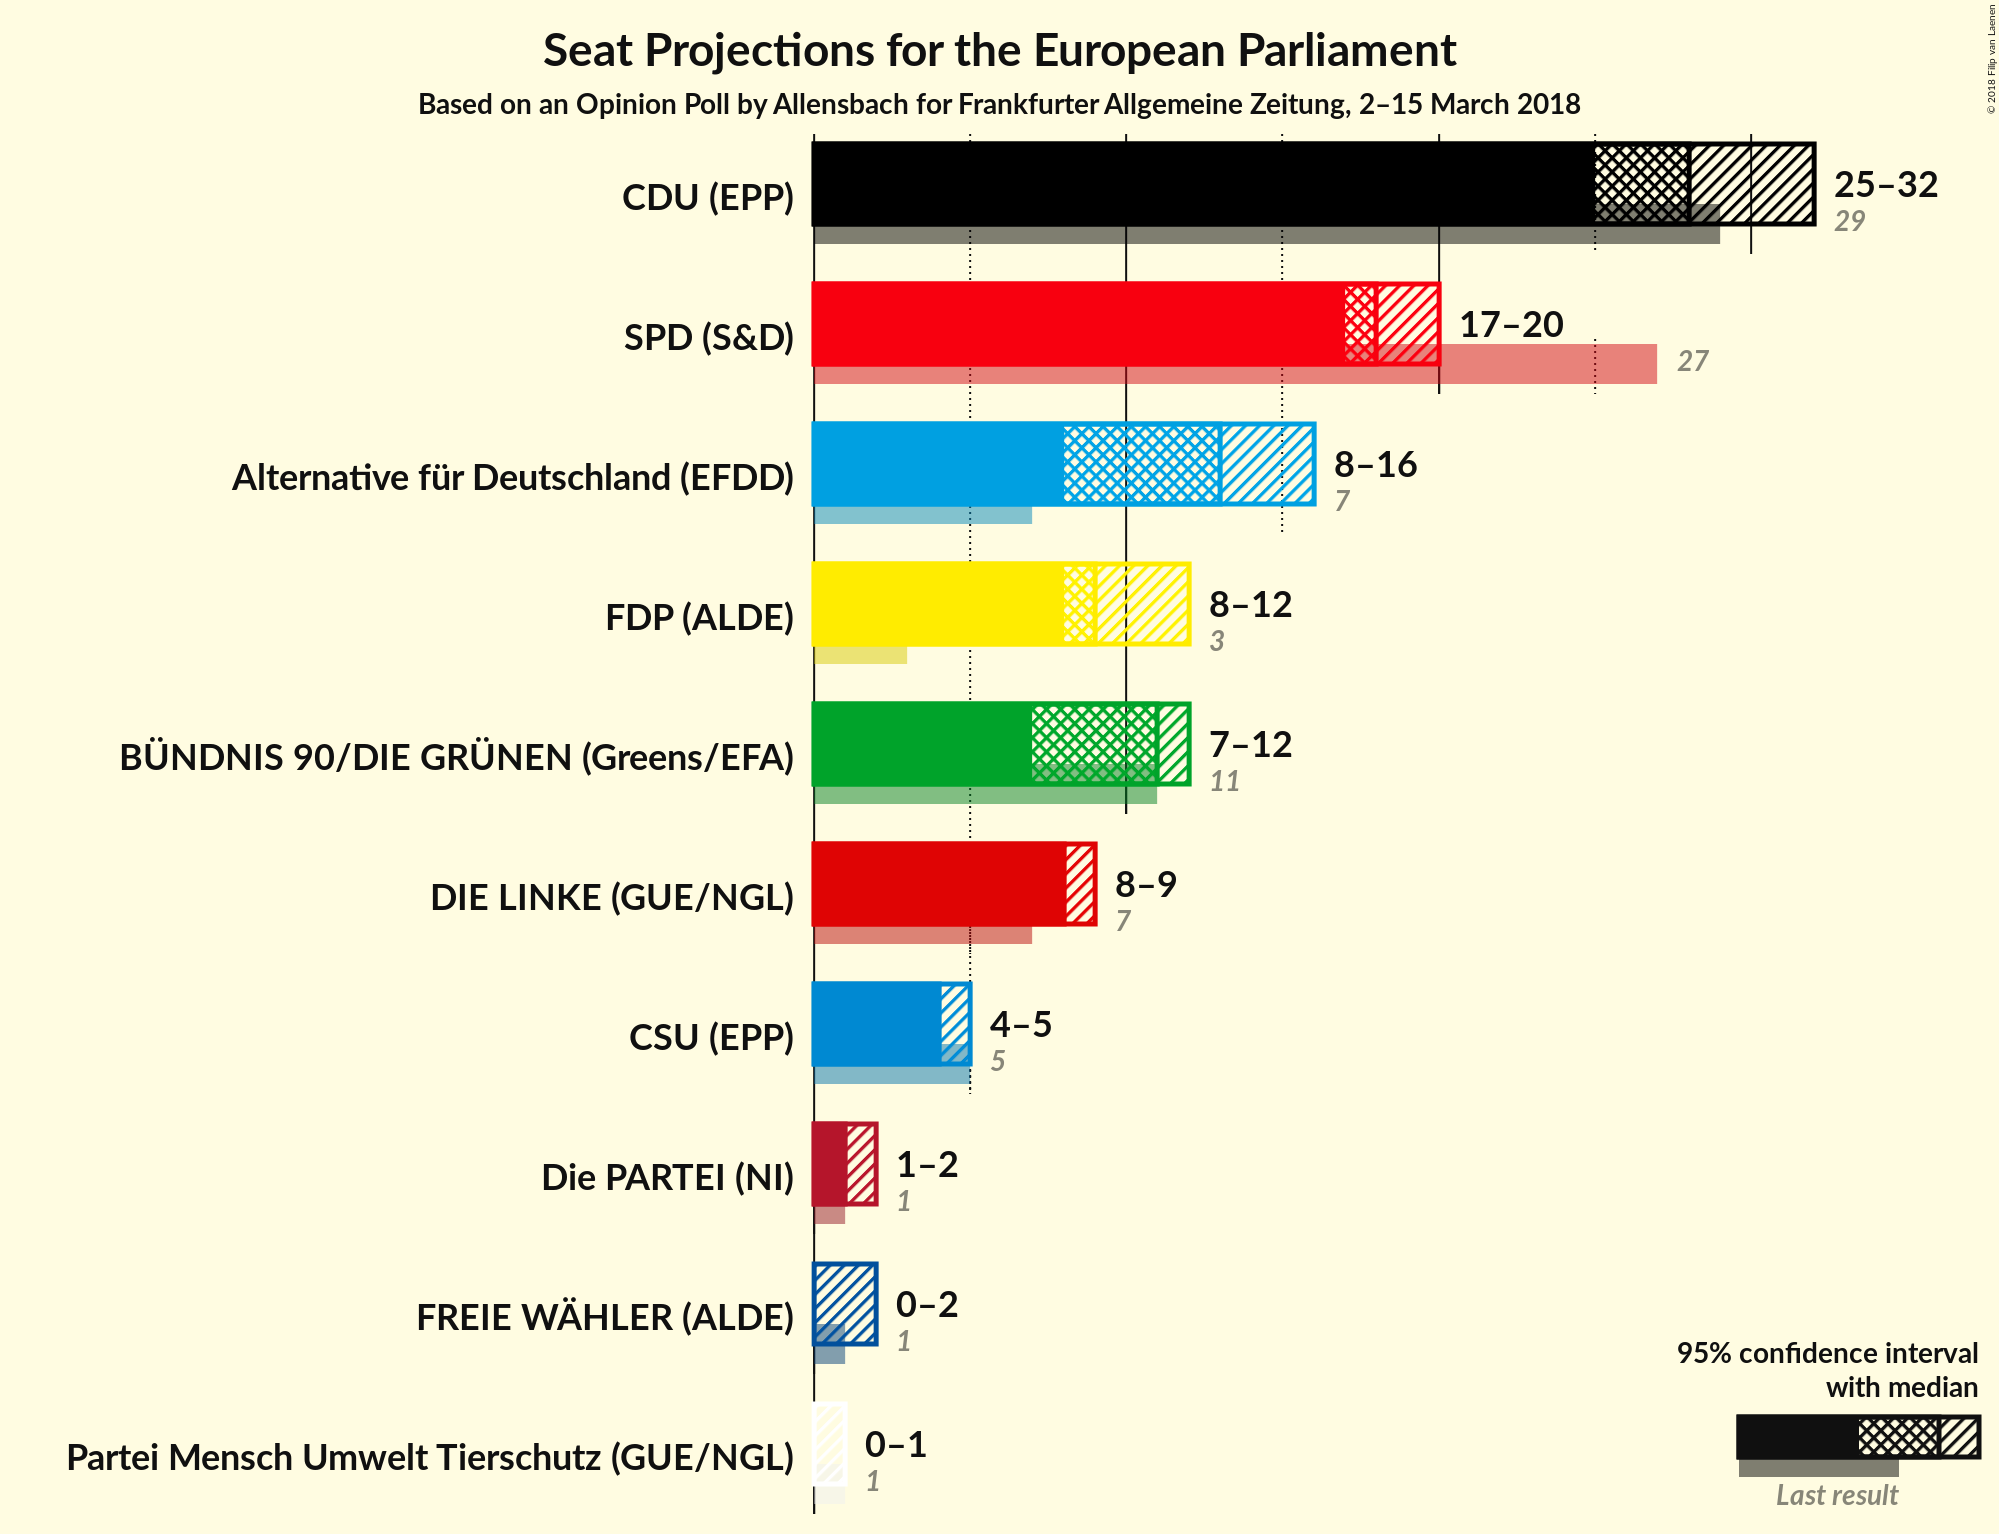 Seat Projections for the European Parliament
Based on an Opinion Poll by Allensbach for Frankfurter Allgemeine Zeitung, 2–15 March 2018
© 2018 Filip van Laenen
CDU (EPP)
25–32
29
SPD (S&D)
17–20
27
Alternative für Deutschland (EFDD)
8–16
7
FDP (ALDE)
8–12
3
BÜNDNIS 90/DIE GRÜNEN (Greens/EFA)
7–12
11
DIE LINKE (GUE/NGL)
8–9
7
CSU (EPP)
4–5
5
Die PARTEI (NI)
1–2
1
FREIE WÄHLER (ALDE)
0–2
1
Partei Mensch Umwelt Tierschutz (GUE/NGL)
0–1
1
95% confidence interval
with median
Last result